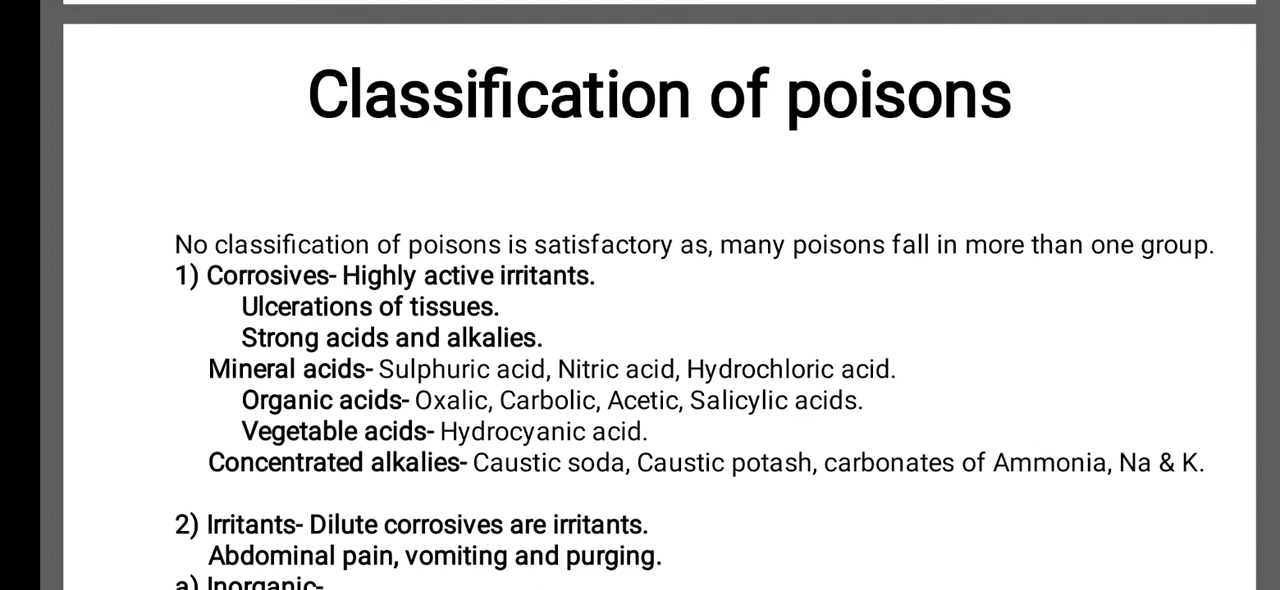 Classification of poisons
No classification of poisons is satisfactory as, many poisons fall in more than one group.
1) Corrosives- Highly active irritants.
Ulcerations of tissues.
Strong acids and alkalies.
Mineral acids- Sulphuric acid, Nitric acid, Hydrochloric acid.
Organic acids- Oxalic, Carbolic, Acetic, Salicylic acids.
Vegetable acids- Hydrocyanic acid.
Concentrated alkalies- Caustic soda, Caustic potash, carbonates of Ammonia, Na & K.
2) Irritants- Dilute corrosives are irritants.
Abdominal pain, vomiting and purging.
a) Inorganic-